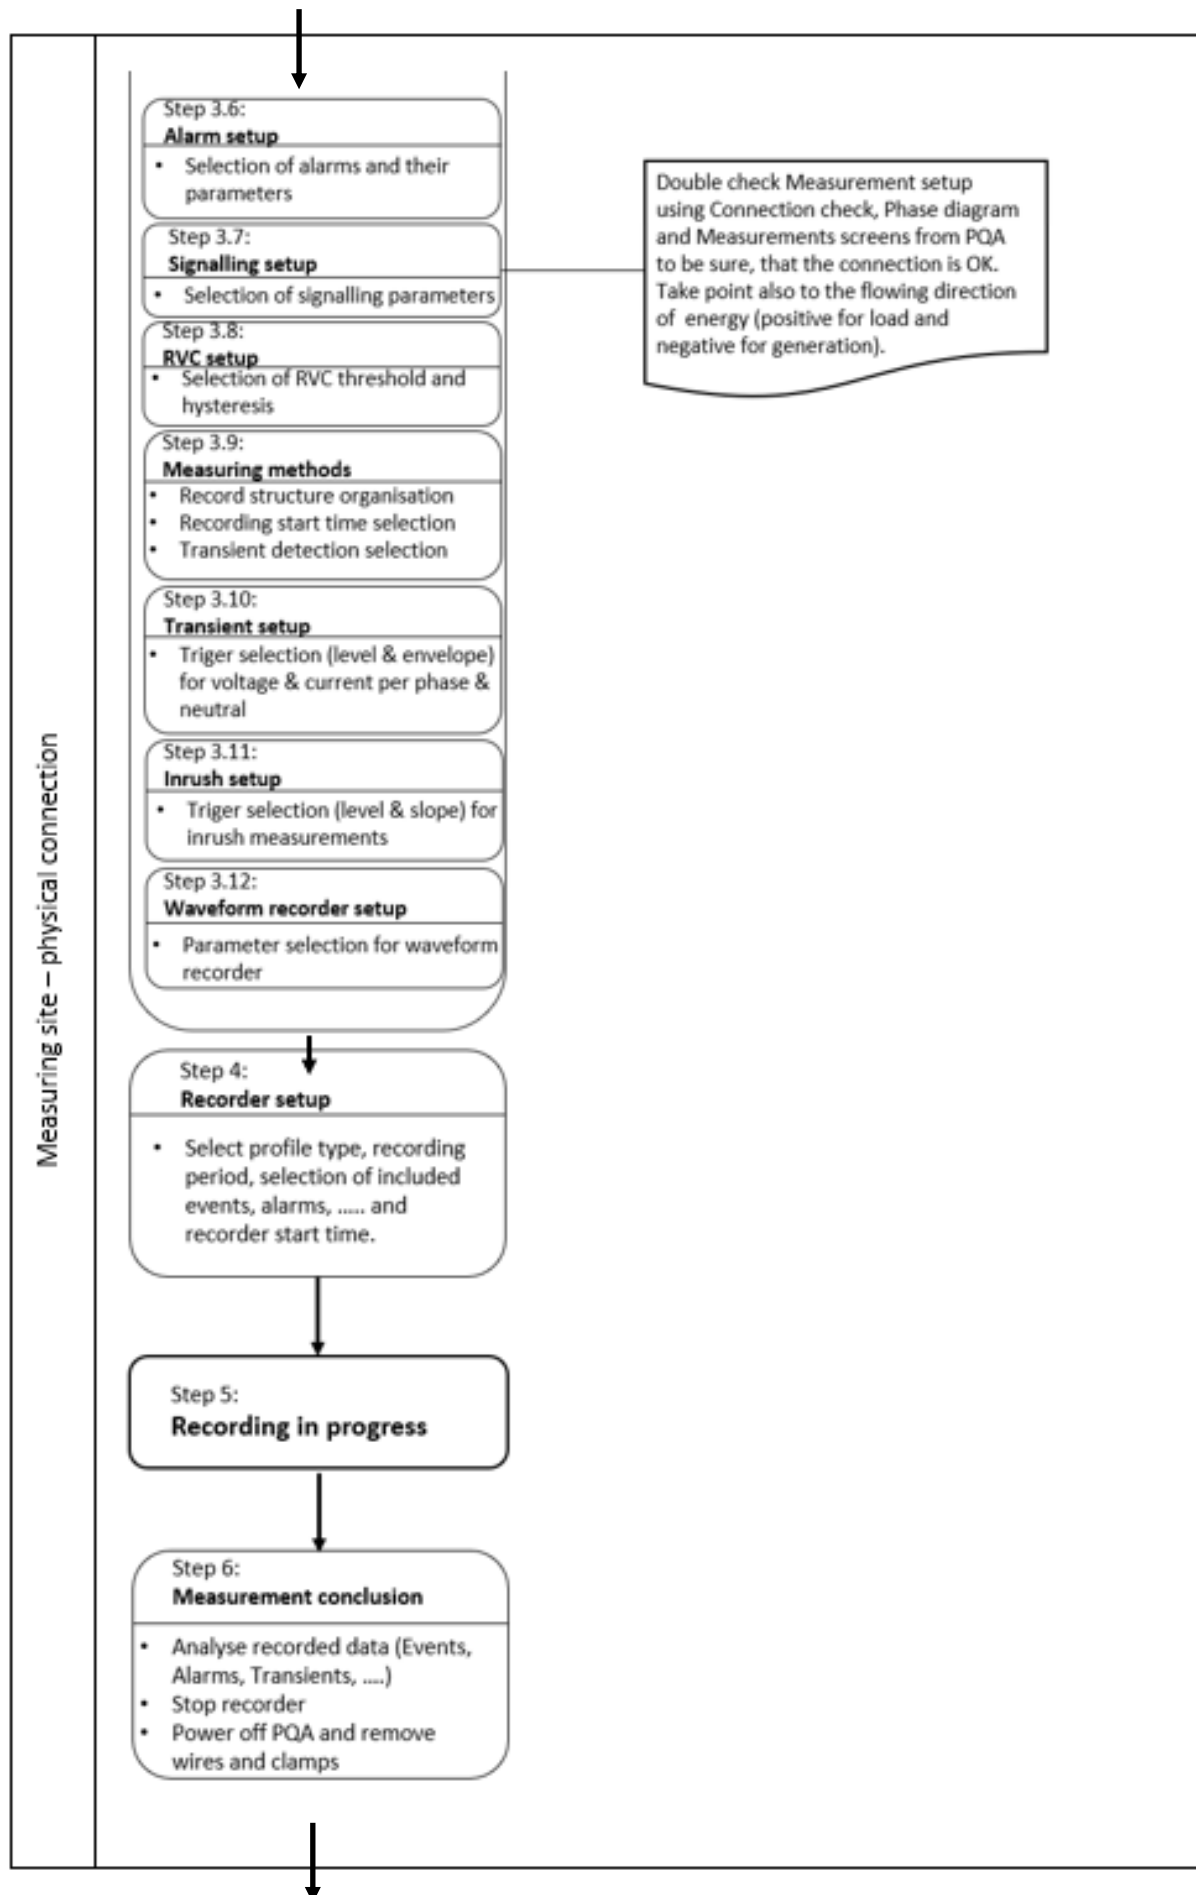 Measuring site – physical connection
Step 3.6:
Alarm setup
• Selection of alarms and their
parameters
Step 3.7:
Signalling setup
• Selection of signalling parameters
Step 3.8:
RVC setup
• Selection of RVC threshold and
hysteresis
Step 3.9:
Measuring methods
• Record structure organisation
• Recording start time selection
• Transient detection selection
Step 3.10:
Transient setup
• Triger selection (level & envelope)
for voltage & current per phase &
neutral
Step 3.11:
Inrush setup
• Triger selection (level & slope) for
inrush measurements
Step 3.12:
Waveform recorder setup
• Parameter selection for waveform
recorder
Double check Measurement setup
using Connection check, Phase diagram
and Measurements screens from PQA
to be sure, that the connection is OK.
Take point also to the flowing direction
of energy (positive for load and
negative for generation).
Step 4:
Recorder setup
• Select profile type, recording
period, selection of included
events, alarms, ..... and
recorder start time.
Step 5:
Recording in progress
Step 6:
Measurement conclusion
• Analyse recorded data (Events,
Alarms, Transients, ....)
• Stop recorder
• Power off PQA and remove
wires and clamps